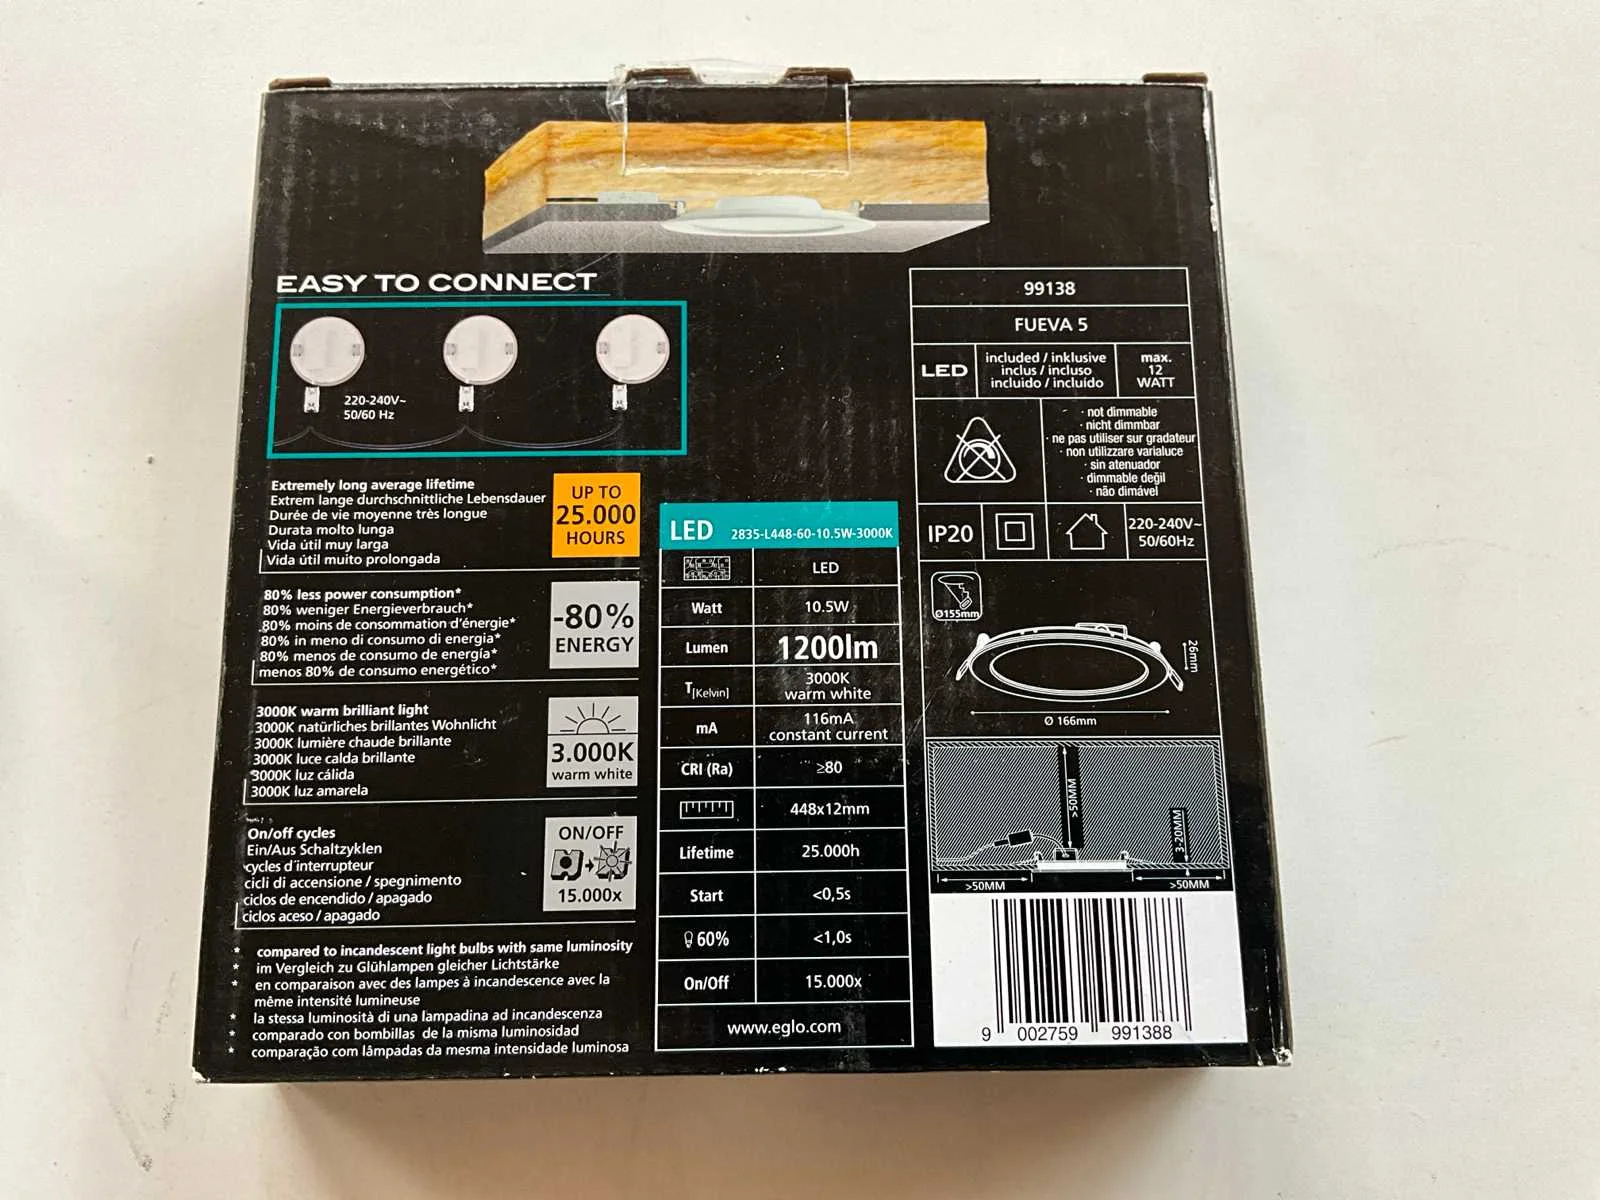 EASY TO CONNECT
220-240V~
50/60 Hz
Extremely long average lifetime
Extrem lange durchschnittliche Lebensdauer
Durée de vie moyenne très longue
Durata molto lunga
Vida útil muy larga
Vida útil muito prolongada
UP TO
25.000
HOURS
80% less power consumption*
80% weniger Energieverbrauch*
80% moins de consommation d'énergie*
80% in meno di consumo di energia*
80% menos de consumo de energía*
menos 80% de consumo energético*
-80%
ENERGY
3000K warm brilliant light
3000K natürliches brillantes Wohnlicht
3000K lumière chaude brillante
3000K luce calda brillante
3000K luz cálida
3000K luz amarela
3.000K
warm white
On/off cycles
Ein/Aus Schaltzyklen
cycles d'interrupteur
cicli di accensione / spegnimento
ciclos de encendido / apagado
ciclos aceso / apagado
ON/OFF
15.000x
* compared to incandescent light bulbs with same luminosity
* im Vergleich zu Glühlampen gleicher Lichtstärke
* en comparaison avec des lampes à incandescence avec la
même intensité lumineuse
* la stessa luminosità di una lampadina ad incandescenza
* comparado con bombillas de la misma luminosidad
* comparação com lâmpadas da mesma intensidade luminosa
LED 2835-L448-60-10.5W-3000K
LED
Watt 10.5W
Lumen 1200lm
T[Kelvin] 3000K
warm white
mA 116mA
constant current
CRI (Ra) ≥80
448x12mm
Lifetime 25.000h
Start <0,5s
60% <1,0s
On/Off 15.000x
www.eglo.com
99138
FUEVA 5
LED
included / inklusive
inclus / incluso
incluido / incluído
max.
12
WATT
· not dimmable
· nicht dimmbar
· ne pas utiliser sur gradateur
· non utilizzare varialuce
· sin atenuador
· dimmable değil
· não dimável
IP20
220-240V~
50/60Hz
Ø155mm
26mm
Ø 166mm
>50MM
3-20MM
>50MM
>50MM
9 002759 991388